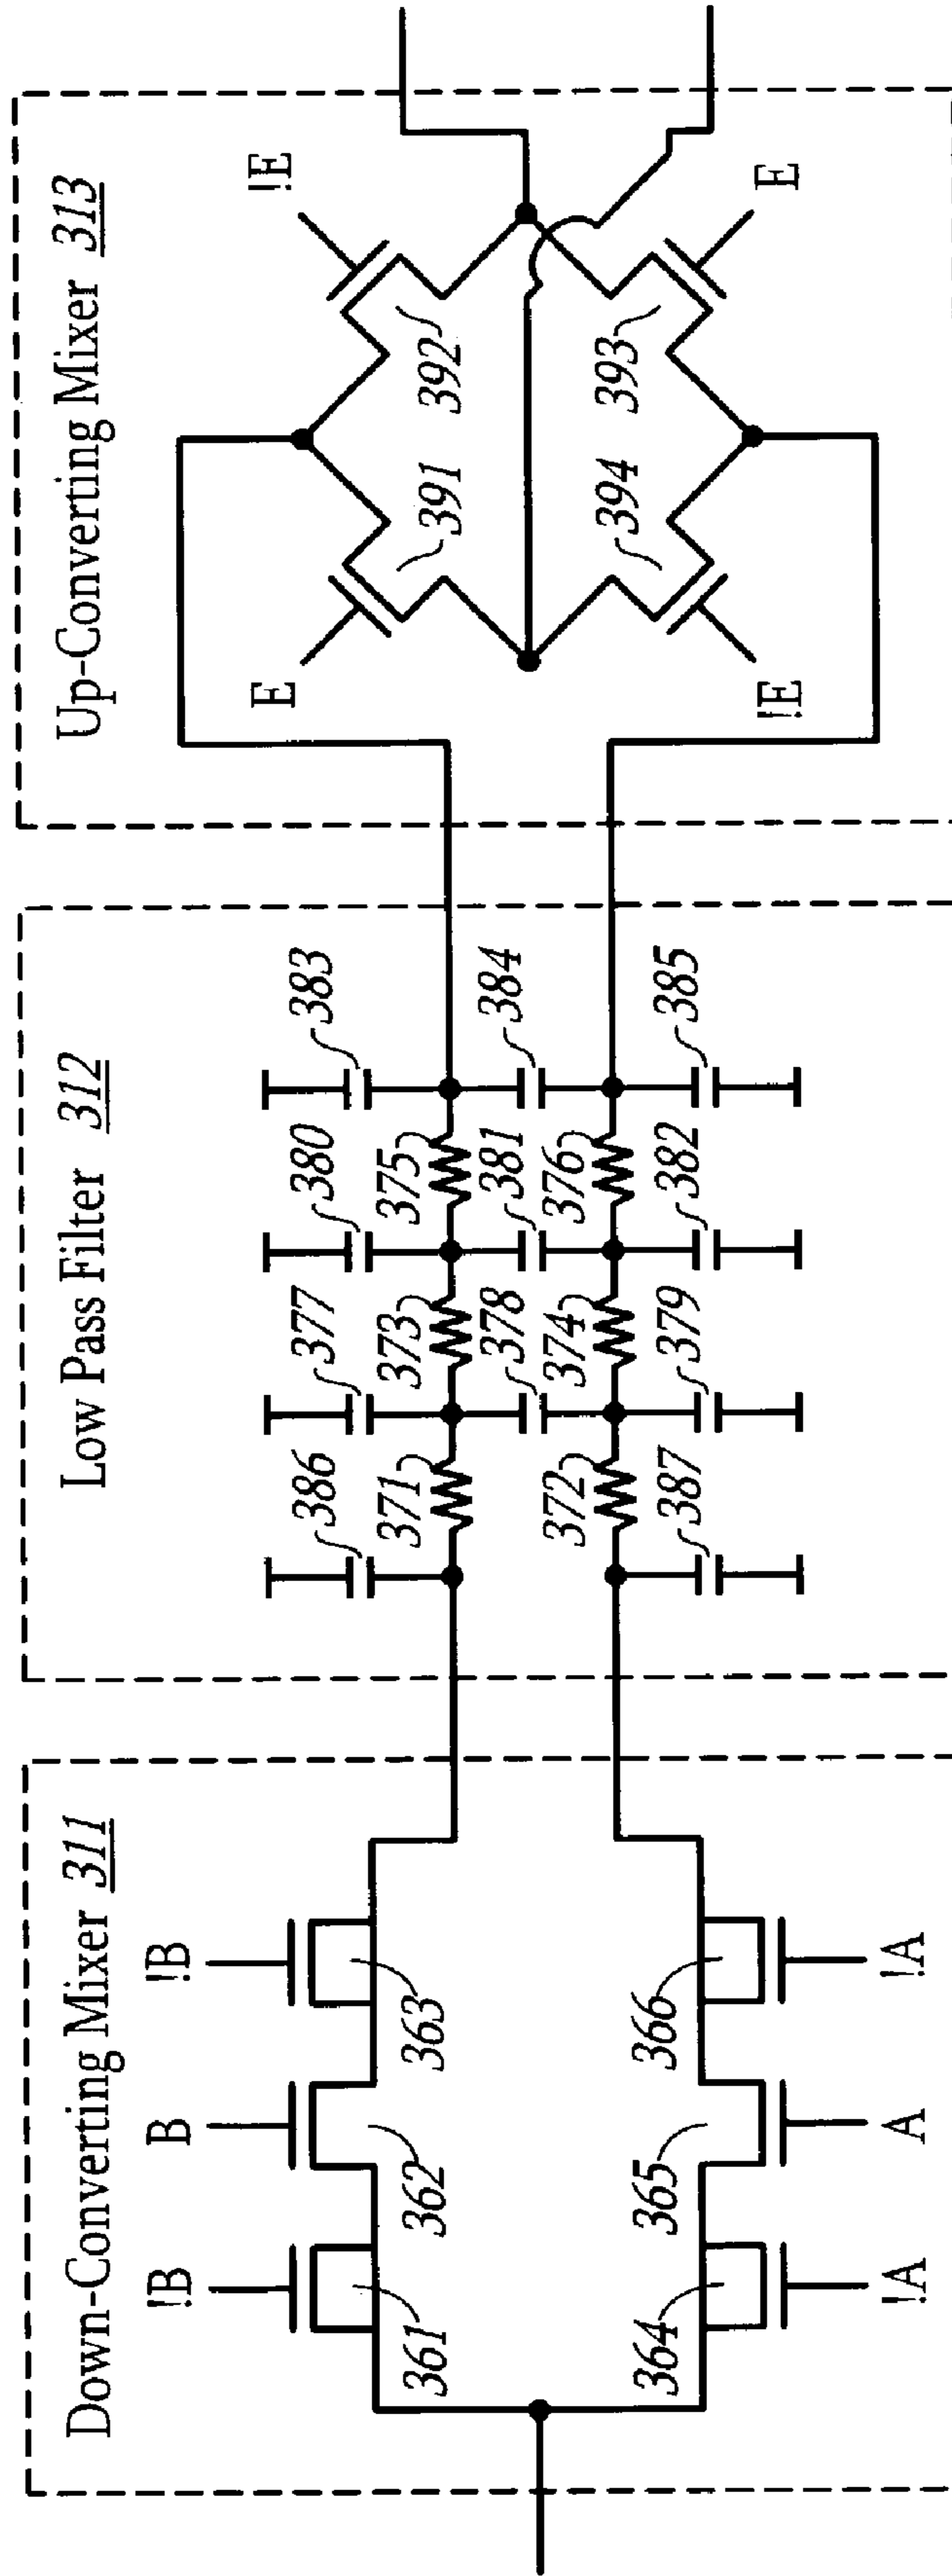 Down-Converting Mixer 311
!B
B
!B
361
362
363
364
365
366
!A
A
!A
Low Pass Filter 312
386
377
380
383
371
373
375
378
381
384
372
374
376
387
379
382
385
Up-Converting Mixer 313
E
!E
391
392
394
393
!E
E